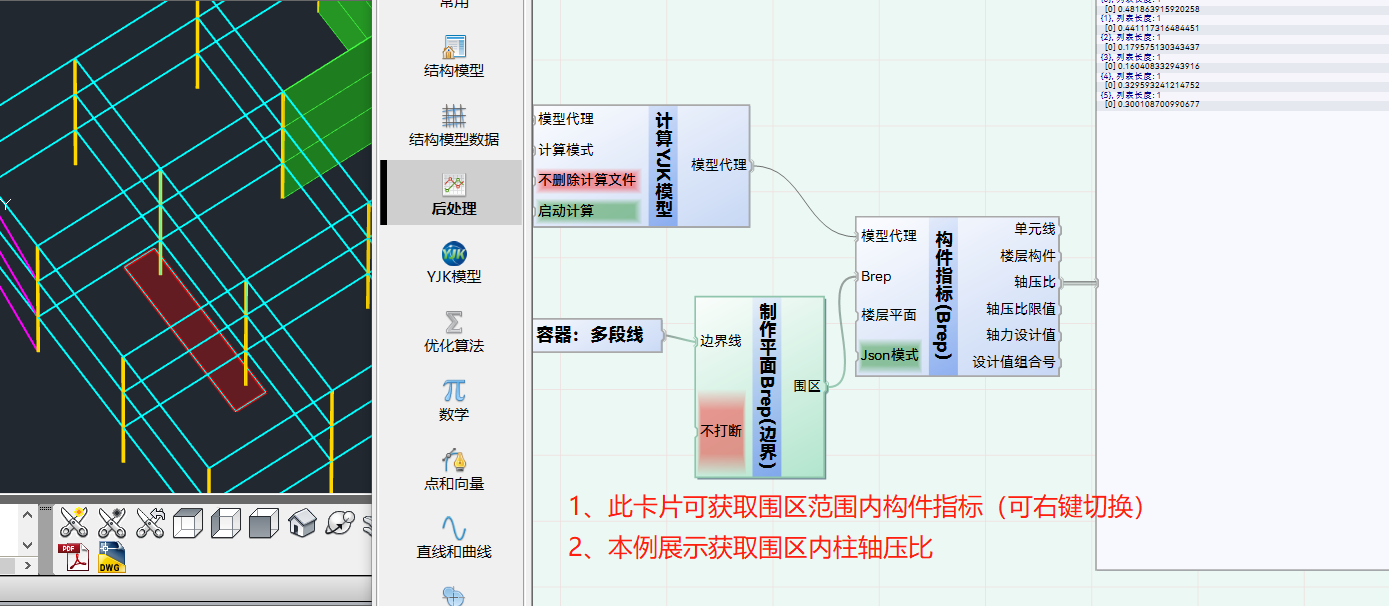 常用
结构模型
结构模型数据
后处理
YJK
YJK模型
优化算法
数学
点和向量
直线和曲线
PDF
DWG
Y
模型代理
计算模式
不删除计算文件
启动计算
计算YJK模型
模型代理
容器：多段线
边界线
不打断
制作平面Brep(边界)
围区
模型代理
Brep
楼层平面
Json模式
构件指标(Brep)
单元线
楼层构件
轴压比
轴压比限值
轴力设计值
设计值组合号
[0] 0.481863915920258
{1}, 列表长度: 1
[0] 0.441117316484451
{2}, 列表长度: 1
[0] 0.179575130343437
{3}, 列表长度: 1
[0] 0.160408332943916
{4}, 列表长度: 1
[0] 0.329593241214752
{5}, 列表长度: 1
[0] 0.300108700990677
1、此卡片可获取围区范围内构件指标（可右键切换）
2、本例展示获取围区内柱轴压比